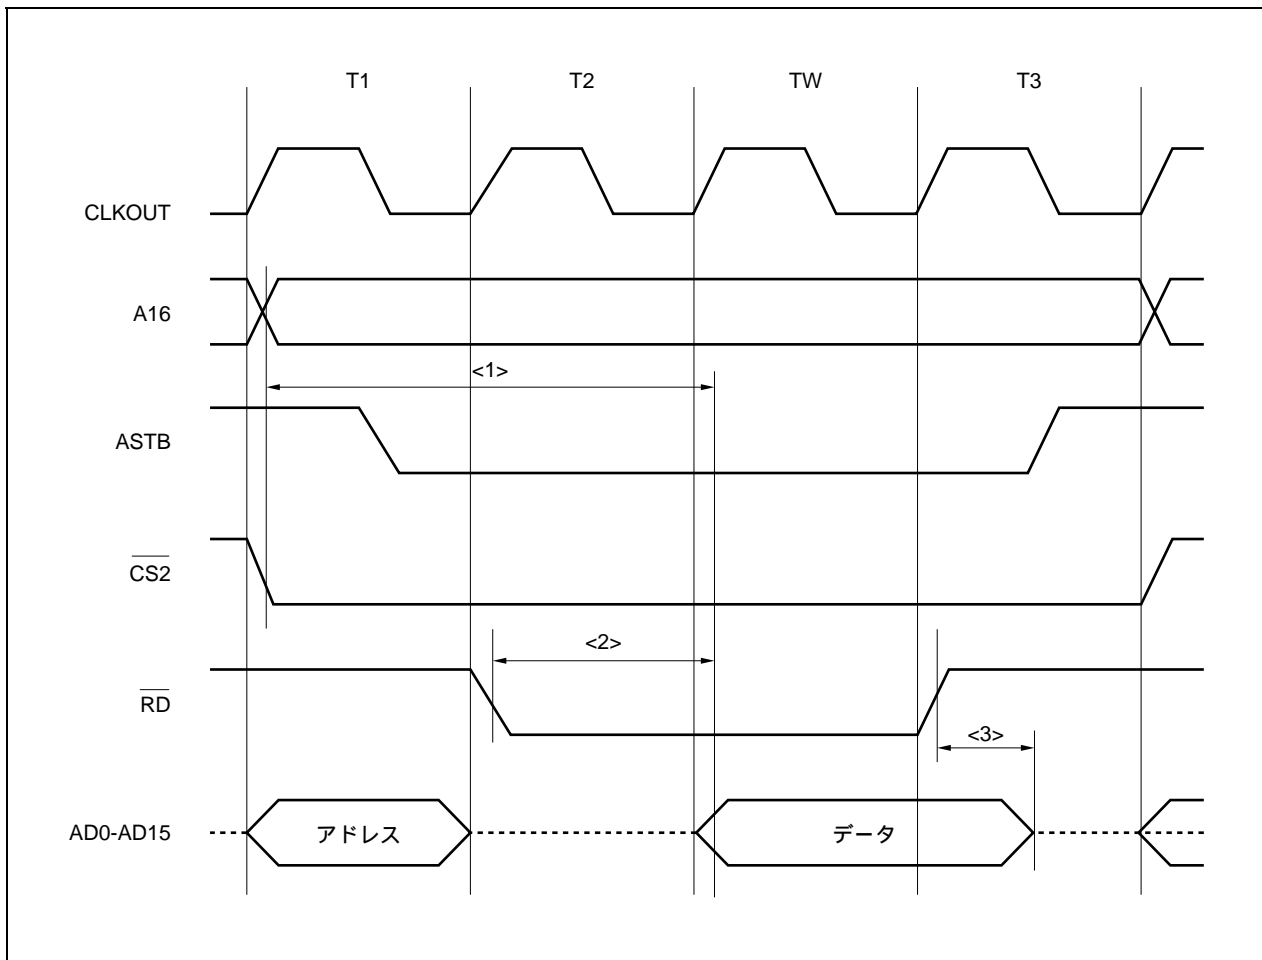 T1 T2 TW T3
CLKOUT
A16
<1>
ASTB
CS2
<2>
RD
<3>
AD0-AD15 アドレス データ